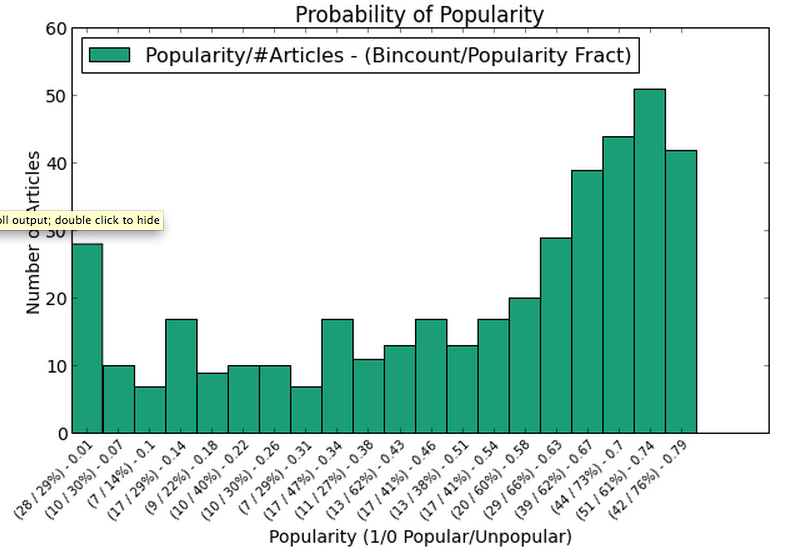 Probability of Popularity
60
Popularity/#Articles - (Bincount/Popularity Fract)
50
40
30
20
10
0
Number o Articles
oll output; double click to hide
(28 / 29%) - 0.01
(10 / 30%) - 0.07
(7 / 14%) - 0.1
(17 / 29%) - 0.14
(9 / 22%) - 0.18
(10 / 40%) - 0.22
(10 / 30%) - 0.26
(7 / 29%) - 0.31
(17 / 47%) - 0.34
(11 / 27%) - 0.38
(13 / 62%) - 0.43
(17 / 41%) - 0.46
(13 / 38%) - 0.51
(17 / 41%) - 0.54
(20 / 60%) - 0.58
(29 / 66%) - 0.63
(39 / 62%) - 0.67
(44 / 73%) - 0.7
(51 / 61%) - 0.74
(42 / 76%) - 0.79
Popularity (1/0 Popular/Unpopular)